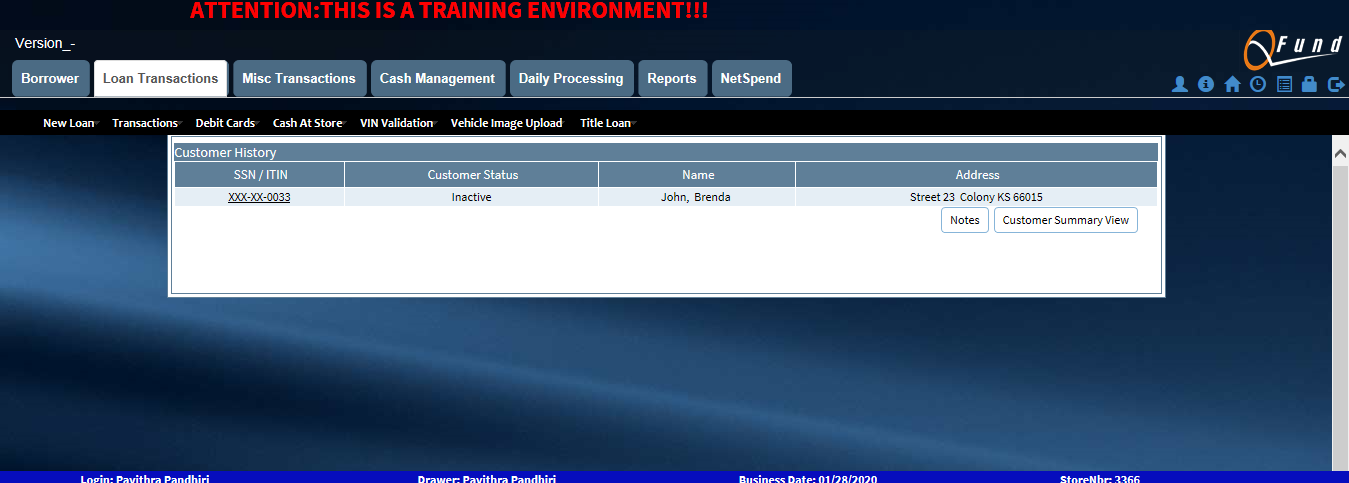 ATTENTION:THIS IS A TRAINING ENVIRONMENT!!!
Version_-
QFund
Borrower Loan Transactions Misc Transactions Cash Management Daily Processing Reports NetSpend
New Loan Transactions Debit Cards Cash At Store VIN Validation Vehicle Image Upload Title Loan
Customer History
SSN / ITIN Customer Status Name Address
XXX-XX-0033 Inactive John, Brenda Street 23 Colony KS 66015
Notes Customer Summary View
Login: Pavithra Pandhiri Drawer: Pavithra Pandhiri Business Date: 01/28/2020 StoreNbr: 3366